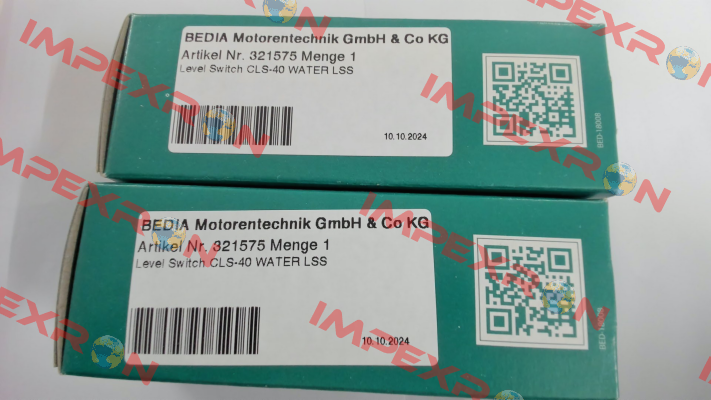 BEDIA Motorentechnik GmbH & Co KG
Artikel Nr. 321575 Menge 1
Level Switch CLS-40 WATER LSS
10.10.2024
BEDIA Motorentechnik GmbH & Co KG
Artikel Nr. 321575 Menge 1
Level Switch CLS-40 WATER LSS
10.10.2024
IMPEXRON
IMPEXRON
IMPEXRON
IMPEXRON